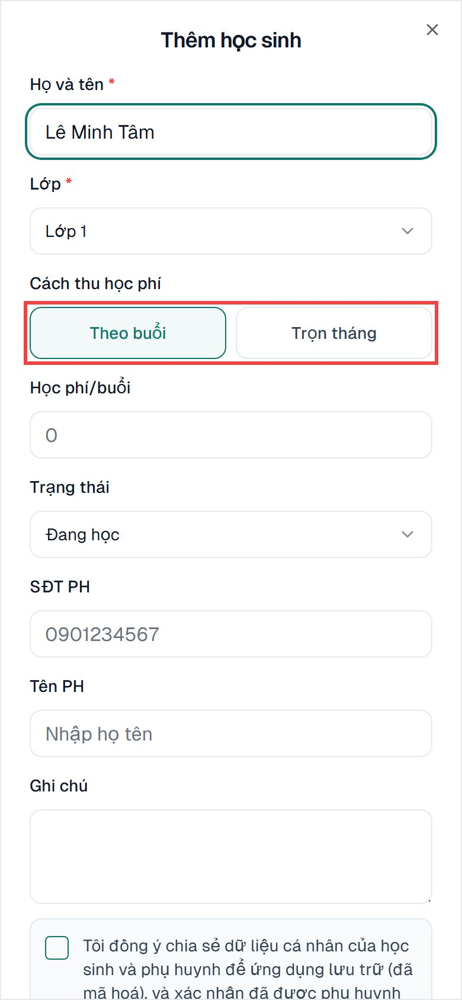 Thêm học sinh
Họ và tên *
Lê Minh Tâm
Lớp *
Lớp 1
Cách thu học phí
Theo buổi
Trọn tháng
Học phí/buổi
0
Trạng thái
Đang học
SĐT PH
0901234567
Tên PH
Nhập họ tên
Ghi chú
Tôi đồng ý chia sẻ dữ liệu cá nhân của học
sinh và phụ huynh để ứng dụng lưu trữ (đã
mã hoá), và xác nhận đã được phụ huynh